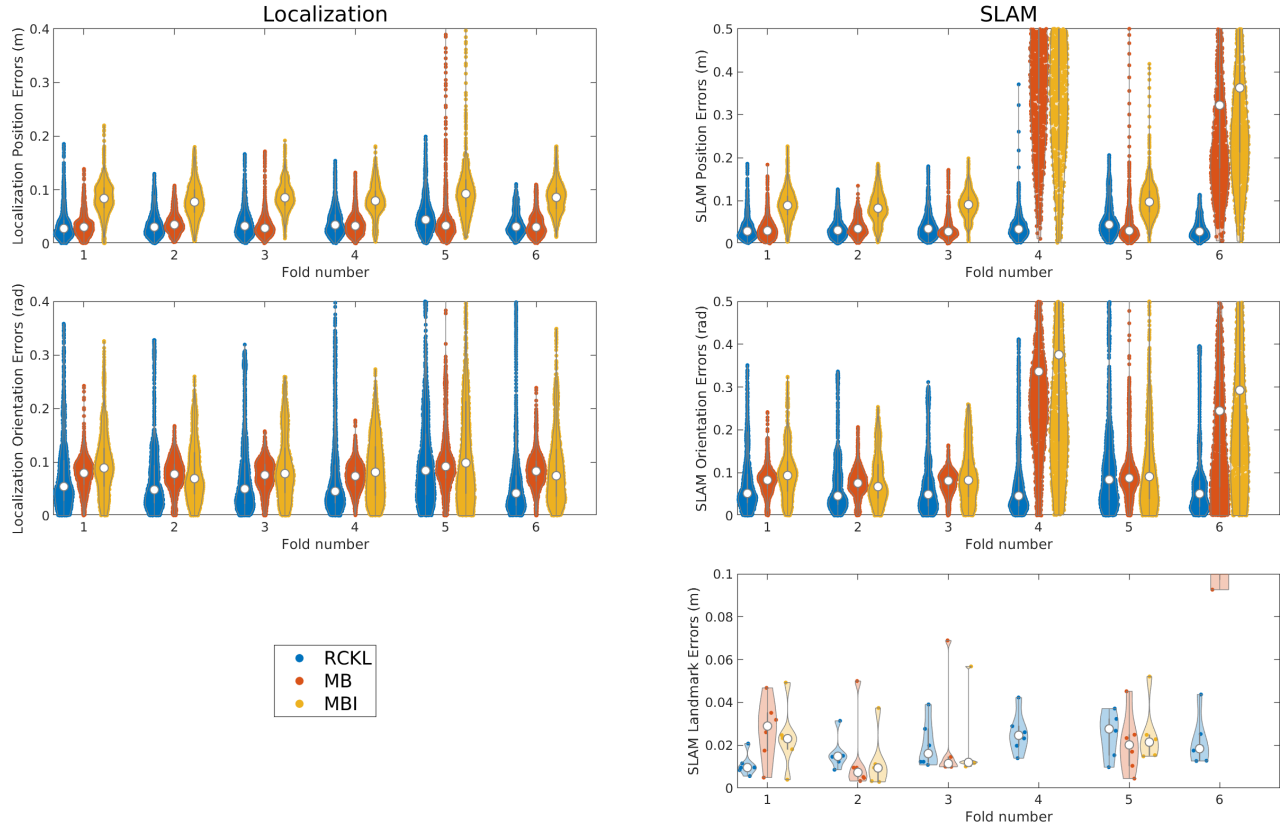 Localization
Localization Position Errors (m)
0.4
0.3
0.2
0.1
0
1 2 3 4 5 6
Fold number
SLAM
SLAM Position Errors (m)
0.5
0.4
0.3
0.2
0.1
0
1 2 3 4 5 6
Fold number
Localization Orientation Errors (rad)
0.4
0.3
0.2
0.1
0
1 2 3 4 5 6
Fold number
SLAM Orientation Errors (rad)
0.5
0.4
0.3
0.2
0.1
0
1 2 3 4 5 6
Fold number
RCKL
MB
MBI
SLAM Landmark Errors (m)
0.1
0.08
0.06
0.04
0.02
0
1 2 3 4 5 6
Fold number